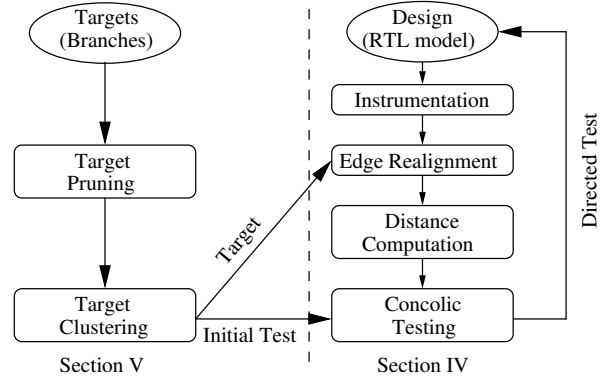 Targets
(Branches)
Target
Pruning
Target
Clustering
Section V
Target
Initial Test
Design
(RTL model)
Instrumentation
Edge Realignment
Distance
Computation
Concolic
Testing
Section IV
Directed Test